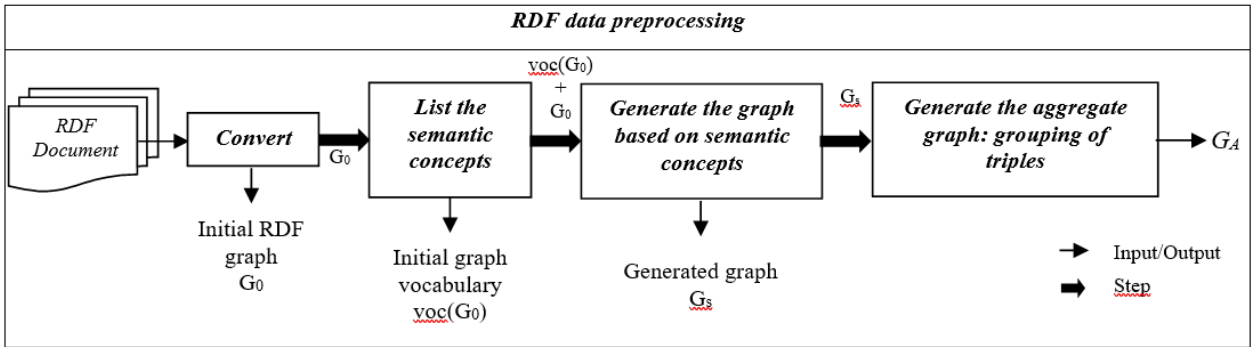 RDF data preprocessing
RDF
Document
Convert
G₀
List the
semantic
concepts
voc(G₀)
+
G₀
Generate the graph
based on semantic
concepts
Gₛ
Generate the aggregate
graph: grouping of
triples
G_A
Initial RDF
graph
G₀
Initial graph
vocabulary
voc(G₀)
Generated graph
Gₛ
Input/Output
Step